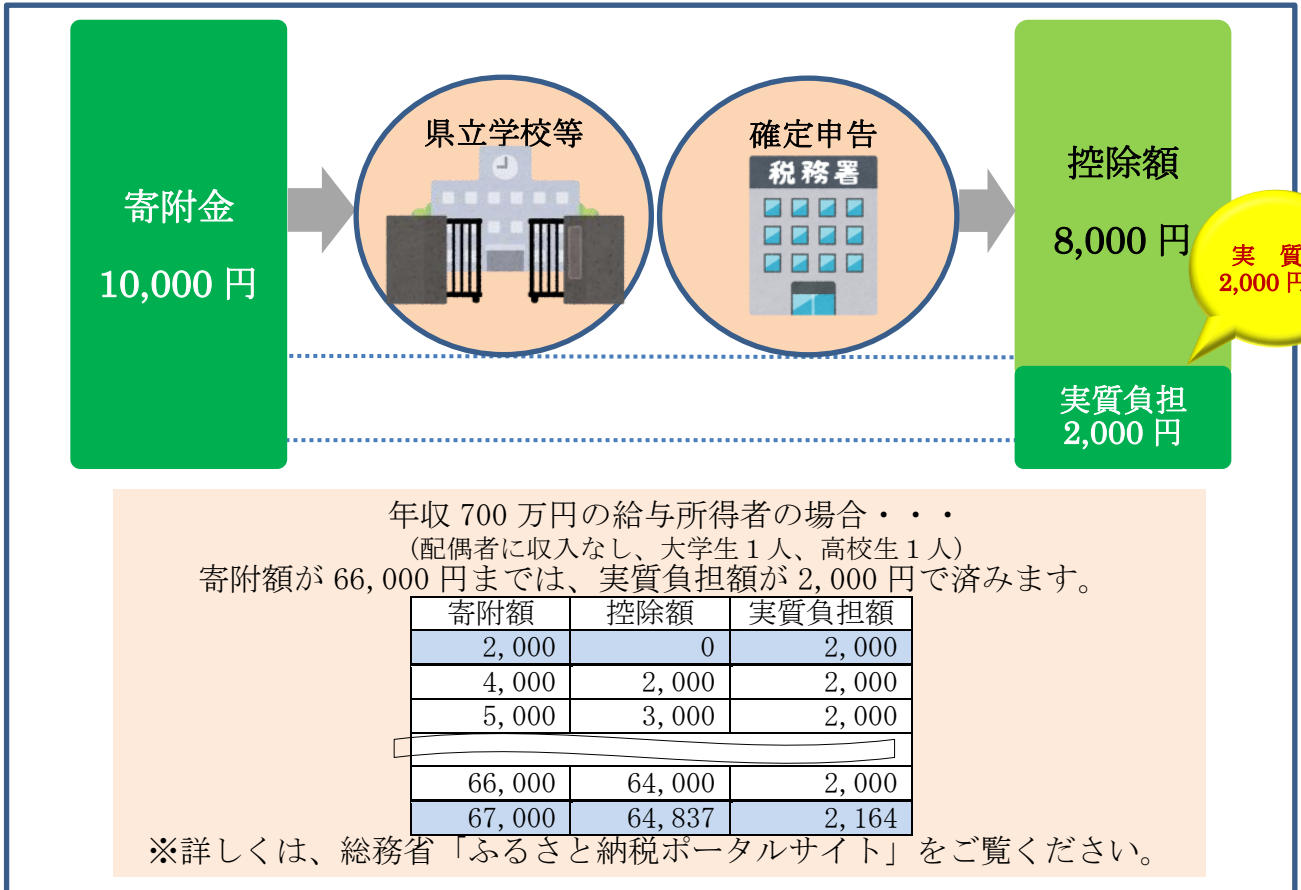 寄附金
10,000 円
県立学校等
確定申告
税務署
控除額
8,000 円
実 質
2,000 円
実質負担
2,000 円
年収 700 万円の給与所得者の場合・・・
(配偶者に収入なし、大学生1人、高校生1人)
寄附額が 66,000 円までは、実質負担額が 2,000 円で済みます。
寄附額 控除額 実質負担額
2,000 0 2,000
4,000 2,000 2,000
5,000 3,000 2,000
66,000 64,000 2,000
67,000 64,837 2,164
※詳しくは、総務省「ふるさと納税ポータルサイト」をご覧ください。